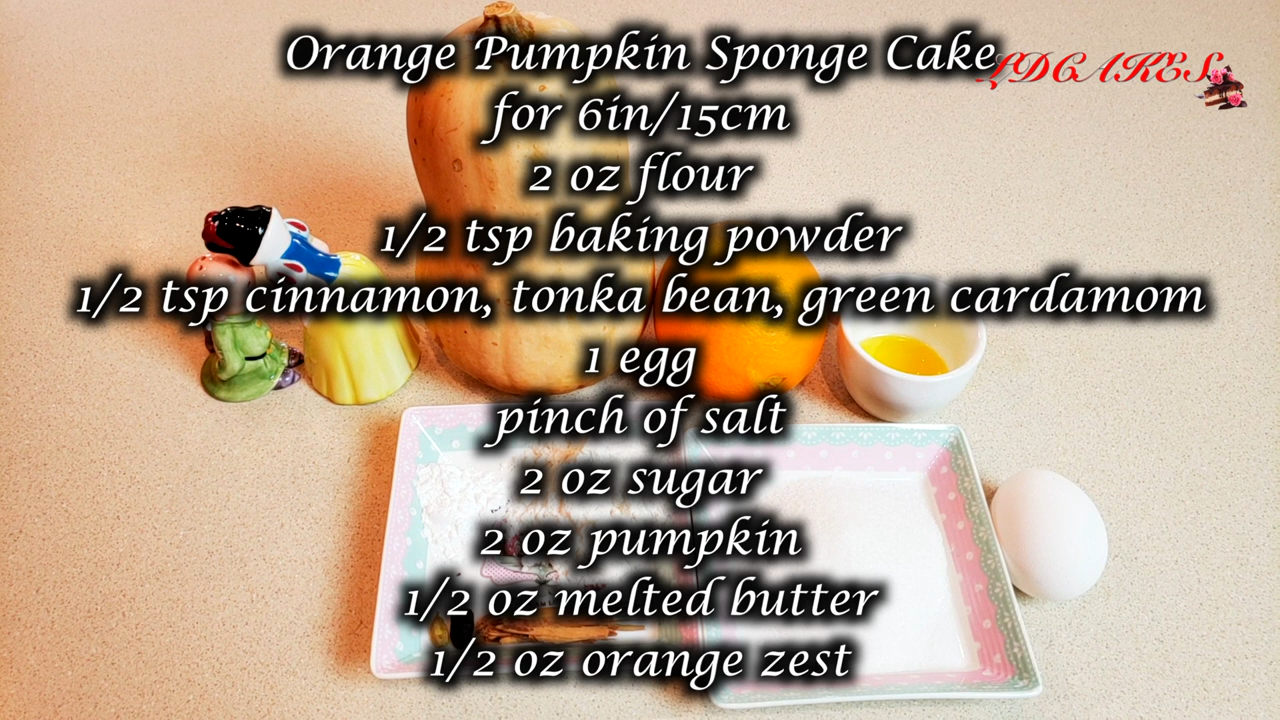 Orange Pumpkin Sponge Cake
LDCAKES
for 6in/15cm
2 oz flour
1/2 tsp baking powder
1/2 tsp cinnamon, tonka bean, green cardamom
1 egg
pinch of salt
2 oz sugar
2 oz pumpkin
1/2 oz melted butter
1/2 oz orange zest